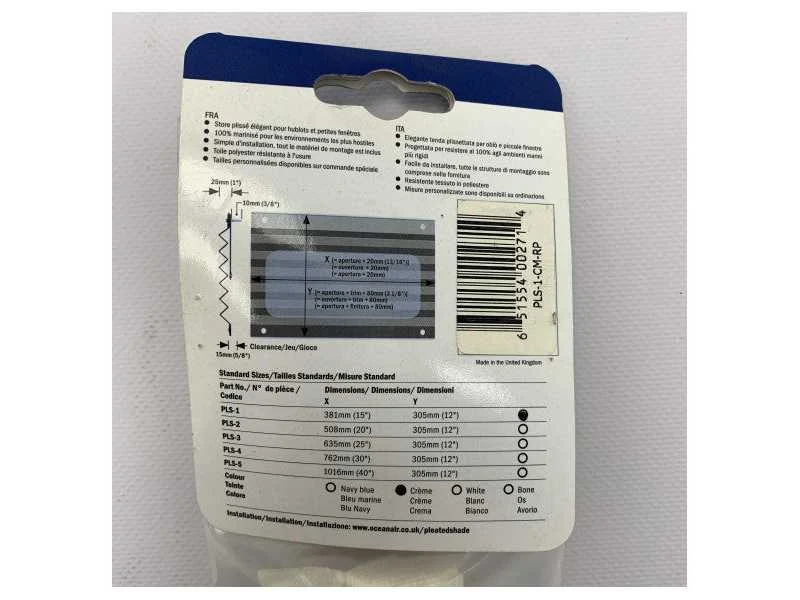 FRA
• Store plissé élégant pour hublots et petites fenêtres
• 100% marinisé pour les environnements les plus hostiles
• Simple d'installation, tout le matériel de montage est inclus
• Toile polyester résistante à l'usure
• Tailles personnalisées disponibles sur commande spéciale
ITA
• Elegante tenda plissettata per oblò e piccole finestre
• Progettata per resistere al 100% agli ambienti marini
più rigidi
• Facile da installare, tutte le strutture di montaggio sono
comprese nella fornitura
• Resistente tessuto in poliestere
• Misure personalizzate sono disponibili su ordinazione
25mm (1")
10mm (3/8")
X (= aperture + 20mm (13/16"))
(= ouverture + 20mm)
(= apertura + 20mm)
Y (= aperture + trim + 80mm (3 1/8"))
(= ouverture + trim + 80mm)
(= apertura + finitura + 80mm)
Clearance/Jeu/Gioco
15mm (5/8")
6 51554 00271 4
PLS-1-CM-RP
Made in the United Kingdom
Standard Sizes/Tailles Standards/Misure Standard
Part No./ N° de pièce / Dimensions/ Dimensions/ Dimensioni
Codice X Y
PLS-1 381mm (15") 305mm (12")
PLS-2 508mm (20") 305mm (12")
PLS-3 635mm (25") 305mm (12")
PLS-4 762mm (30") 305mm (12")
PLS-5 1016mm (40") 305mm (12")
Colour Navy blue Crème White Bone
Teinte Bleu marine Crème Blanc Os
Colore Blu Navy Crema Bianco Avorio
Installation/Installation/Installazione: www.oceanair.co.uk/pleatedshade